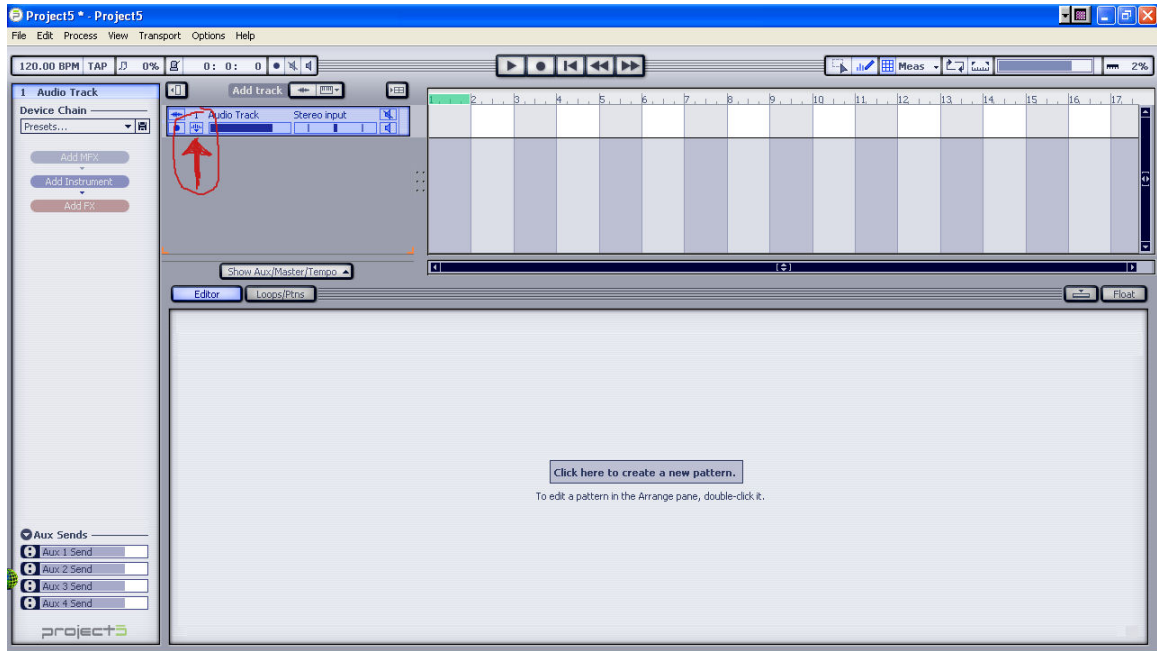 Project5 * - Project5
File Edit Process View Transport Options Help
120.00 BPM TAP 0% 0: 0: 0 Meas 2%
1 Audio Track
Add track
Device Chain
Presets...
1 Audio Track Stereo input
1 2 3 4 5 6 7 8 9 10 11 12 13 14 15 16 17
Add MFX
Add Instrument
Add FX
Show Aux/Master/Tempo
Editor Loops/Ptns Float
Click here to create a new pattern.
To edit a pattern in the Arrange pane, double-click it.
Aux Sends
Aux 1 Send
Aux 2 Send
Aux 3 Send
Aux 4 Send
project5